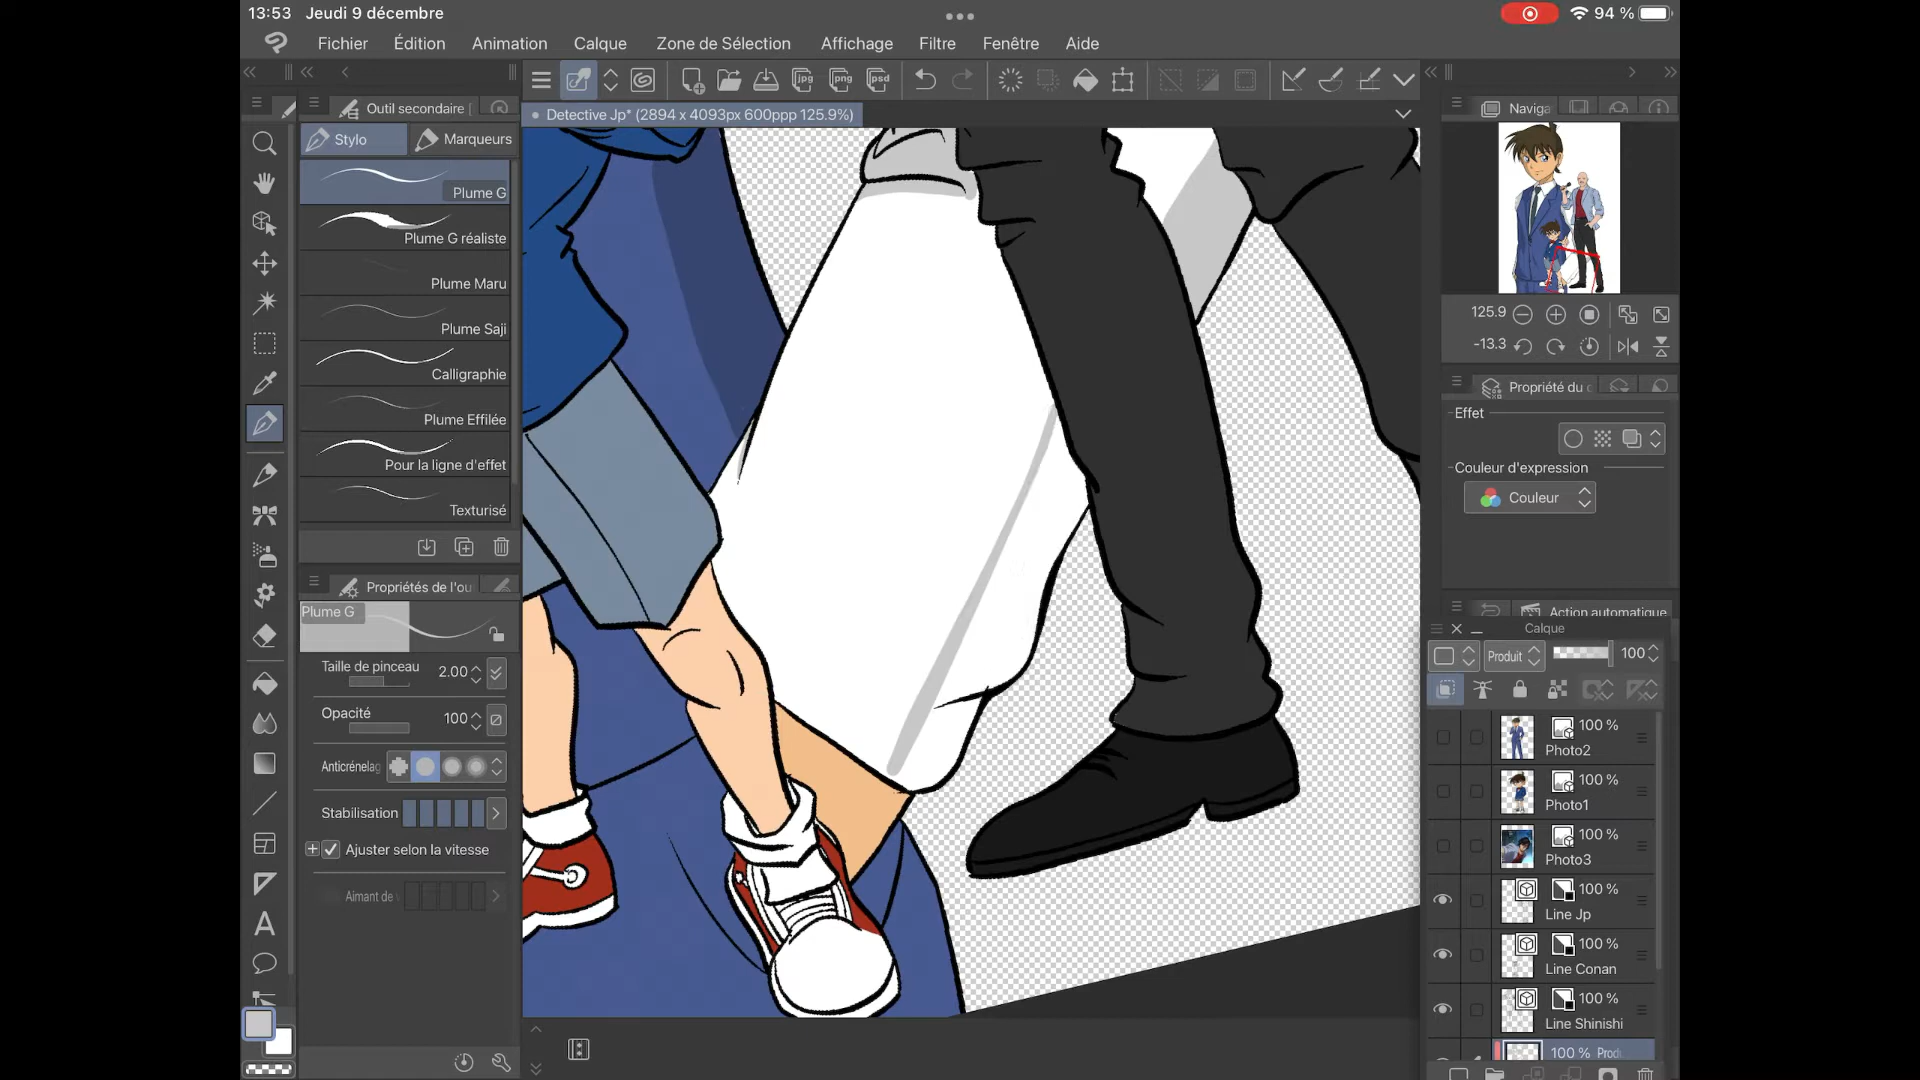 13:53 Jeudi 9 décembre
94 %
Fichier Édition Animation Calque Zone de Sélection Affichage Filtre Fenêtre Aide
jpg png psd
Outil secondaire [
Detective Jp* (2894 x 4093px 600ppp 125.9%)
Naviga
Stylo Marqueurs
Plume G
Plume G réaliste
Plume Maru
Plume Saji
Calligraphie
Plume Effilée
Pour la ligne d'effet
Texturisé
Propriétés de l'ou
Plume G
Taille de pinceau 2.00
Opacité 100
Anticrénelag
Stabilisation
Ajuster selon la vitesse
Aimant de
125.9
-13.3
Propriété du c
Effet
Couleur d'expression
Couleur
Action automatique
Calque
Produit 100
100 %
Photo2
100 %
Photo1
100 %
Photo3
100 %
Line Jp
100 %
Line Conan
100 %
Line Shinishi
100 % Prod